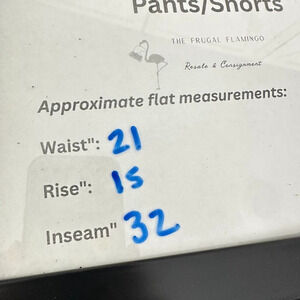 Pants/Shorts
THE FRUGAL FLAMINGO
Resale & Consignment
Approximate flat measurements:
Waist": 21
Rise": 15
Inseam" 32